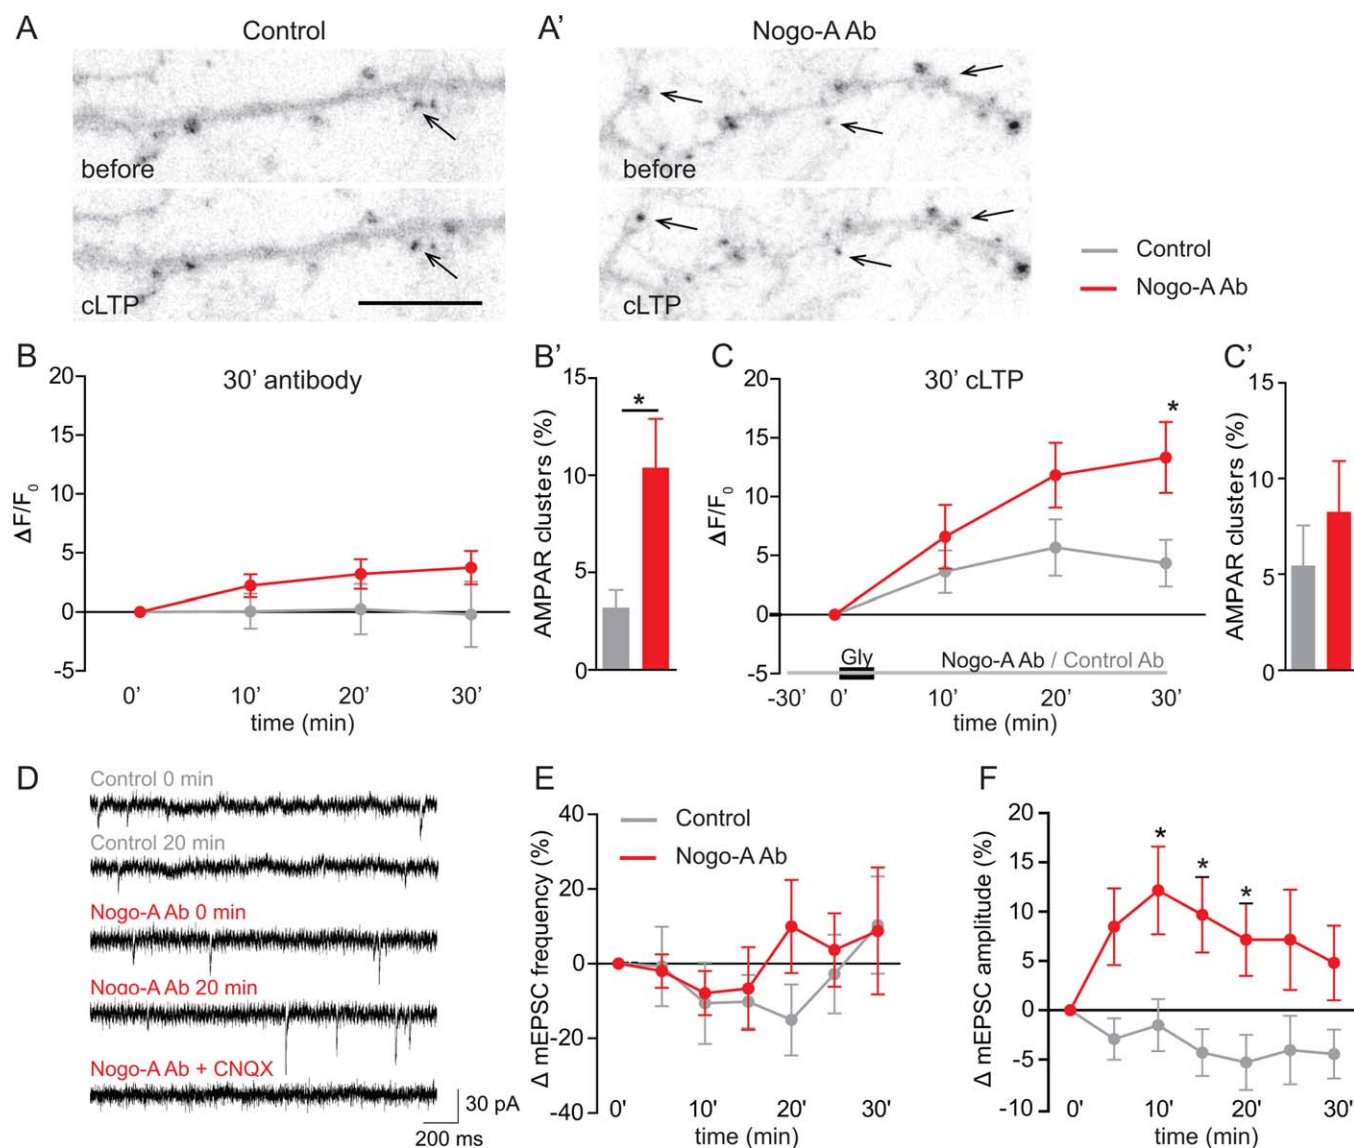 A
Control
before
cLTP
A'
Nogo-A Ab
before
cLTP
Control
Nogo-A Ab
B
30' antibody
ΔF/F0
20
15
10
5
0
-5
0' 10' 20' 30'
time (min)
B'
AMPAR clusters (%)
15
10
5
0
*
C
30' cLTP
ΔF/F0
20
15
10
5
0
-5
*
Gly
Nogo-A Ab / Control Ab
-30' 0' 10' 20' 30'
time (min)
C'
AMPAR clusters (%)
15
10
5
0
D
Control 0 min
Control 20 min
Nogo-A Ab 0 min
Nogo-A Ab 20 min
Nogo-A Ab + CNQX
30 pA
200 ms
E
Δ mEPSC frequency (%)
40
20
0
-20
-40
Control
Nogo-A Ab
0' 10' 20' 30'
time (min)
F
Δ mEPSC amplitude (%)
20
15
10
5
0
-5
-10
* * *
0' 10' 20' 30'
time (min)